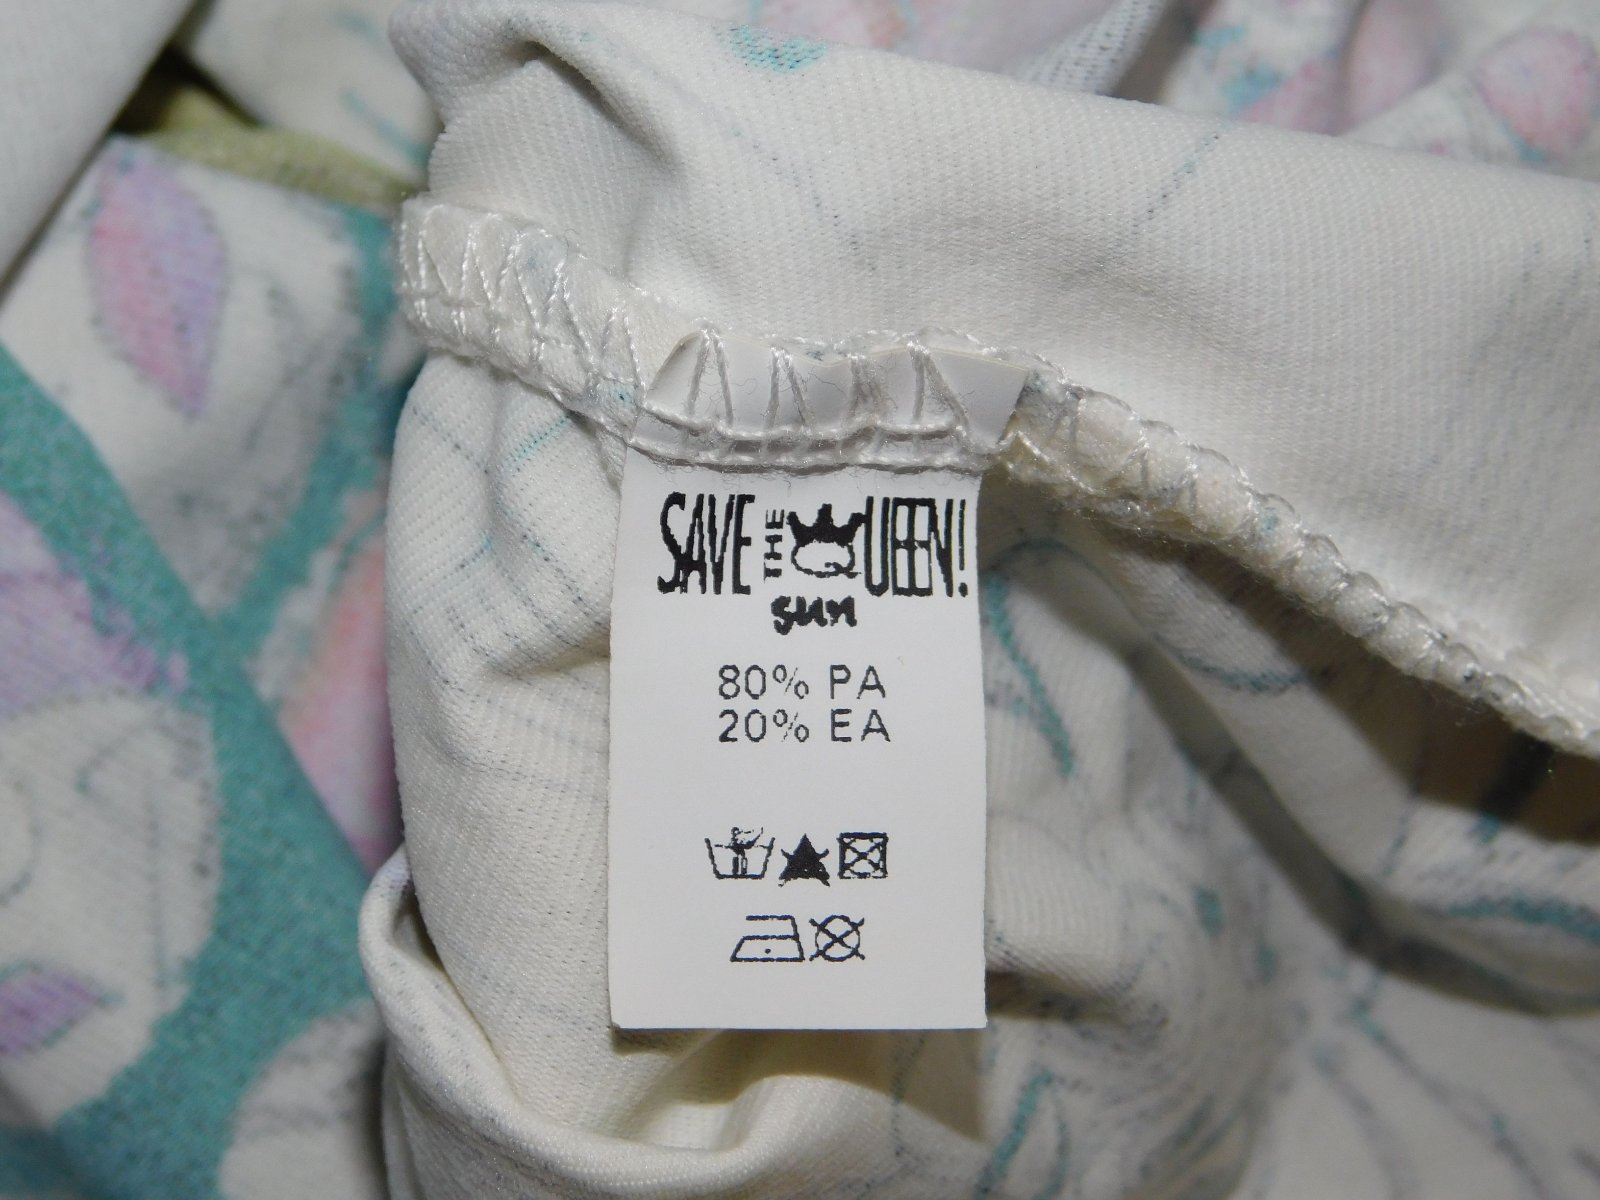 SAVE THE QUEEN!
sun
80% PA
20% EA